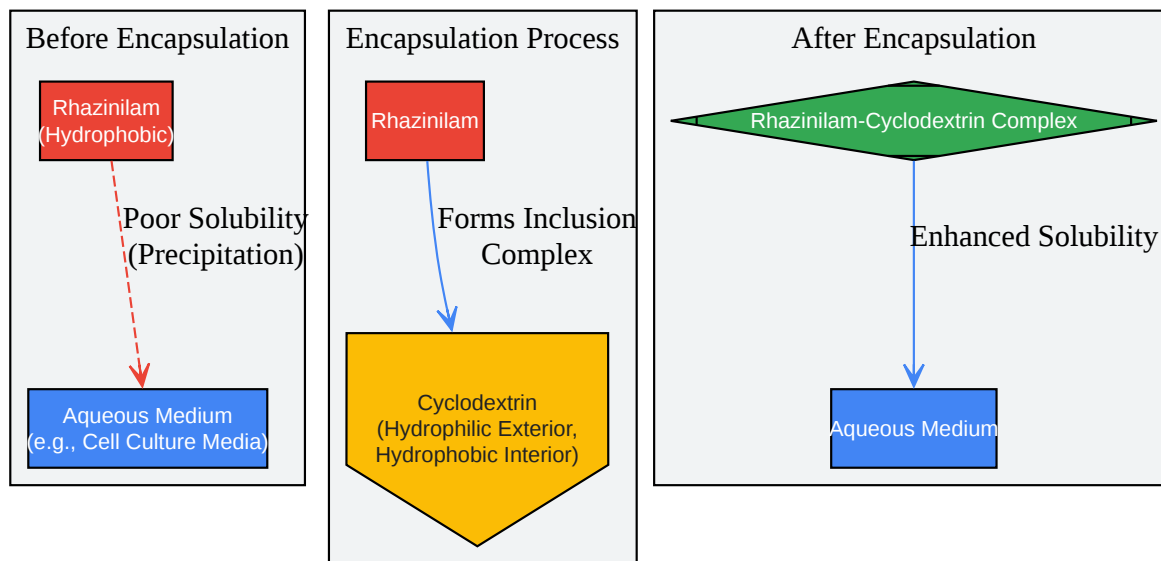 Before Encapsulation
Rhazinilam
(Hydrophobic)
Poor Solubility
(Precipitation)
Aqueous Medium
(e.g., Cell Culture Media)
Encapsulation Process
Rhazinilam
Forms Inclusion
Complex
Cyclodextrin
(Hydrophilic Exterior,
Hydrophobic Interior)
After Encapsulation
Rhazinilam-Cyclodextrin Complex
Enhanced Solubility
Aqueous Medium